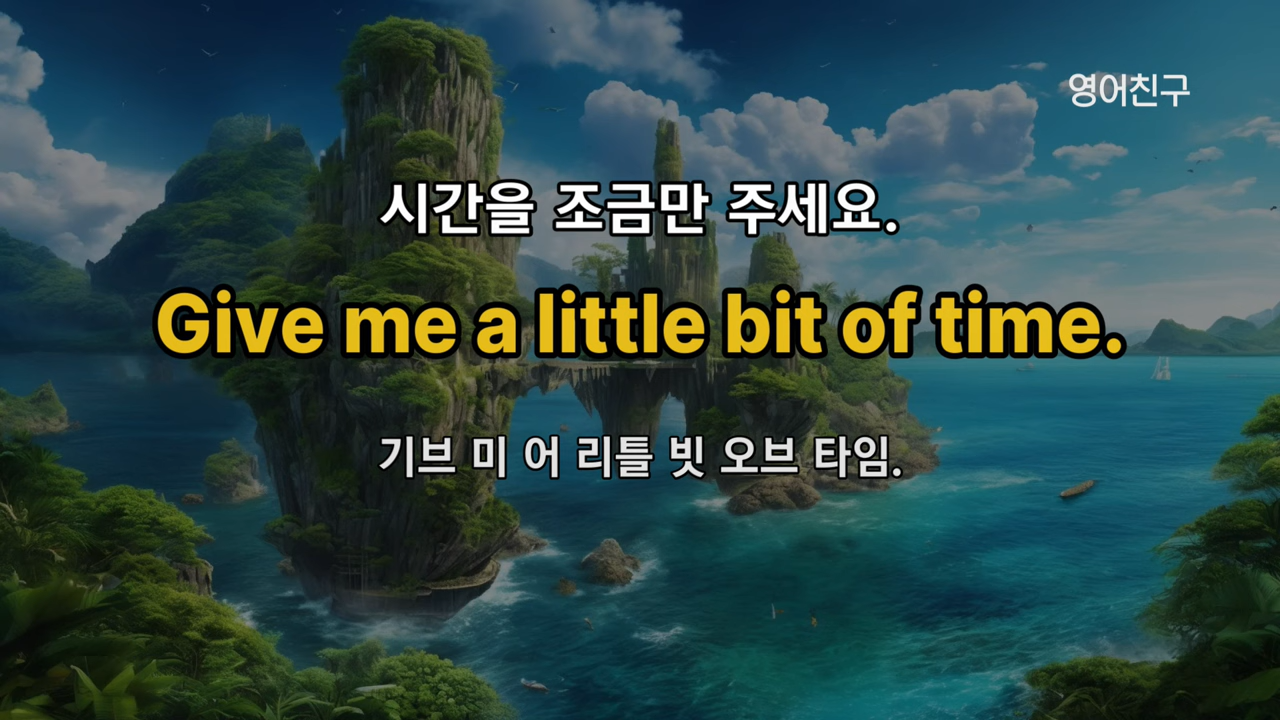 영어친구
시간을 조금만 주세요.
Give me a little bit of time.
기브 미 어 리틀 빗 오브 타임.